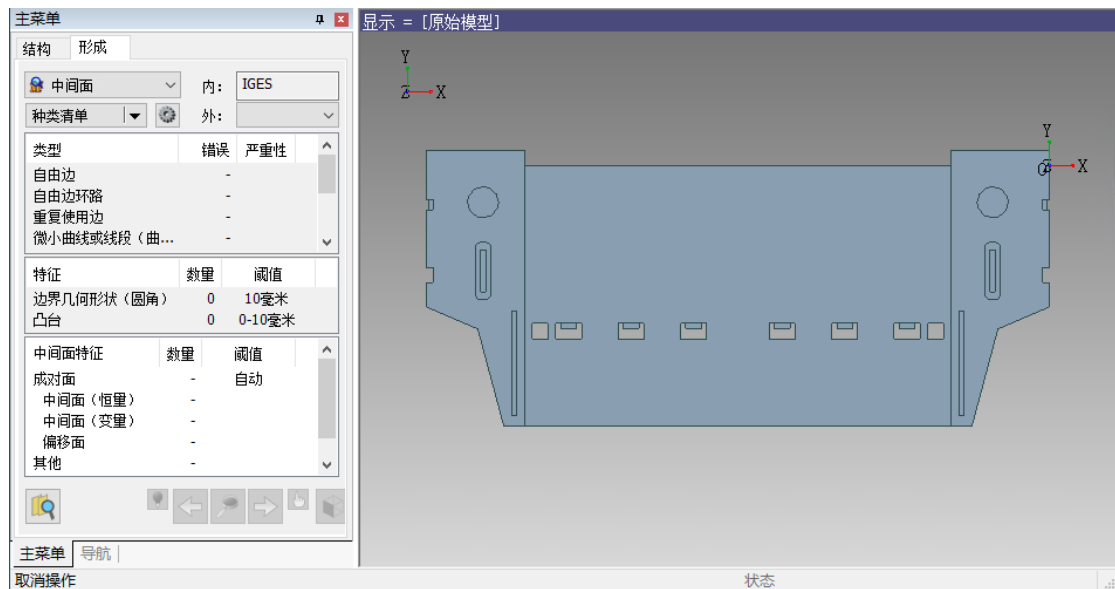 主菜单
结构 形成
中间面 内： IGES
种类清单 外：
类型 错误 严重性
自由边 -
自由边环路 -
重复使用边 -
微小曲线或线段（曲... -
特征 数量 阈值
边界几何形状（圆角） 0 10毫米
凸台 0 0-10毫米
中间面特征 数量 阈值
成对面 - 自动
中间面（恒量） -
中间面（变量） -
偏移面 -
其他 -
主菜单 导航
取消操作
状态
显示 = [原始模型]
Y
Z X
Y
X